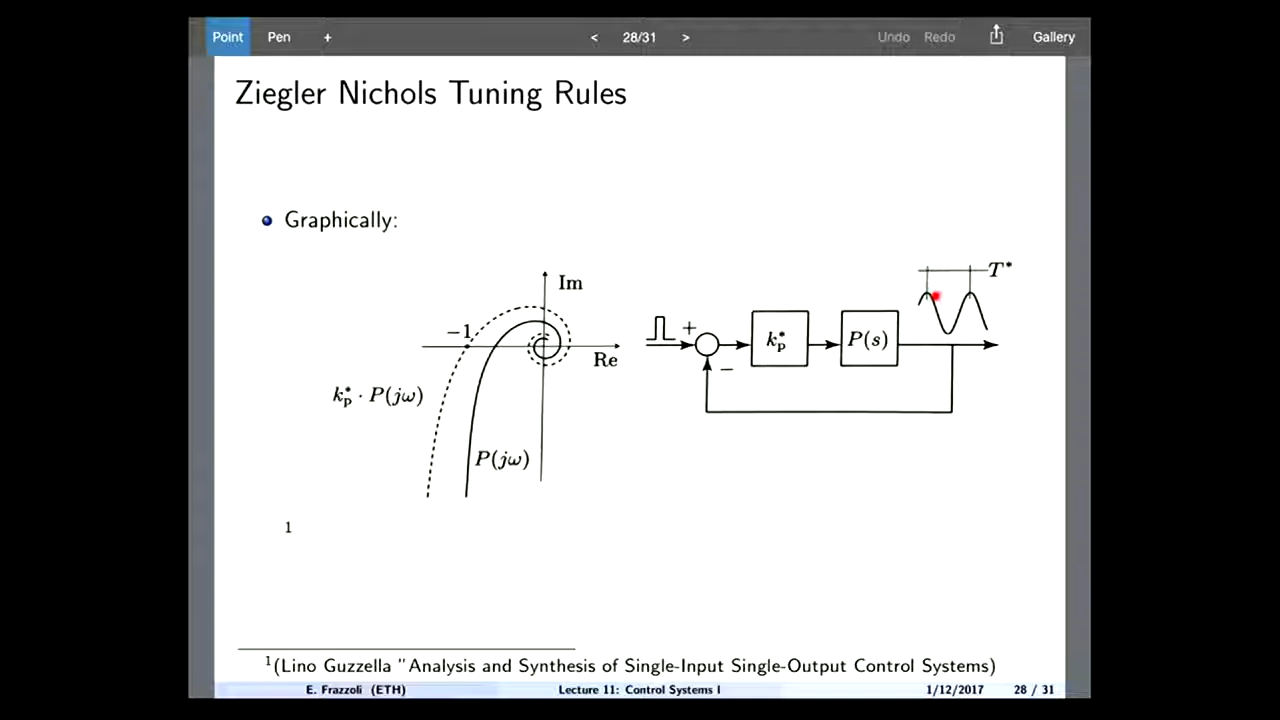 Point Pen + < 28/31 > Undo Redo Gallery
Ziegler Nichols Tuning Rules
Graphically:
T*
Im
−1
+
k*p
P(s)
Re
−
k*p · P(jω)
P(jω)
1
1(Lino Guzzella "Analysis and Synthesis of Single-Input Single-Output Control Systems)
E. Frazzoli (ETH) Lecture 11: Control Systems I 1/12/2017 28 / 31